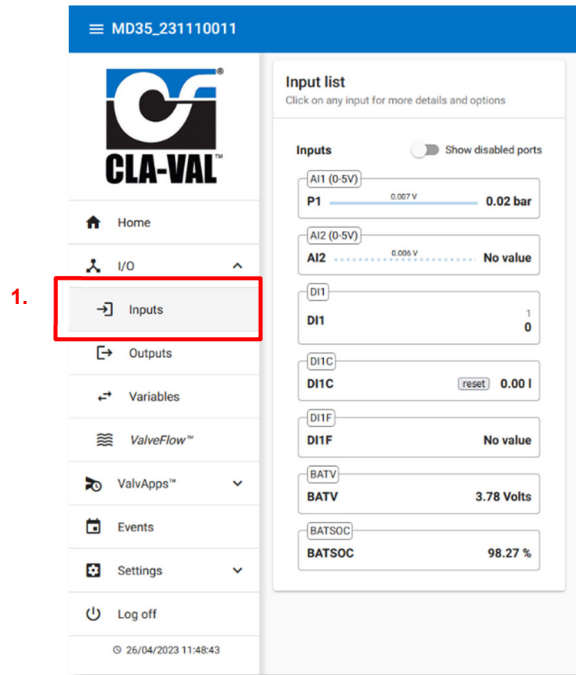 MD35_231110011
®
CLA-VAL™
Home
I/O
1.
Inputs
Outputs
Variables
ValveFlow™
ValvApps™
Events
Settings
Log off
26/04/2023 11:48:43
Input list
Click on any input for more details and options
Inputs Show disabled ports
AI1 (0-5V)
P1 0.007 V 0.02 bar
AI2 (0-5V)
AI2 0.006 V No value
DI1
1
DI1 0
DI1C
DI1C reset 0.00 l
DI1F
DI1F No value
BATV
BATV 3.78 Volts
BATSOC
BATSOC 98.27 %